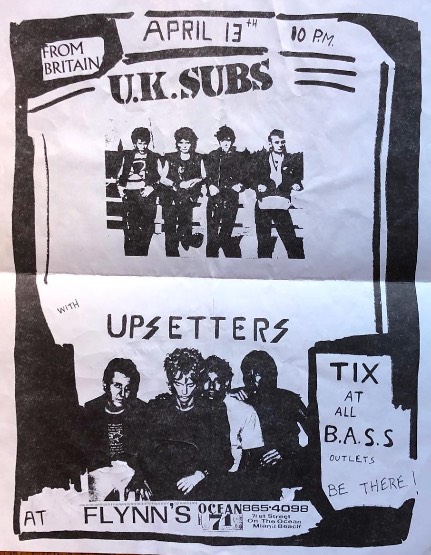 APRIL 13TH 10 P.M.
FROM
BRITAIN
U.K. SUBS
WITH
UPSETTERS
TIX
AT
ALL
B.A.S.S
OUTLETS
BE THERE!
AT FLYNN'S OCEAN 71 865-4098
71st Street
On The Ocean
Miami Beach